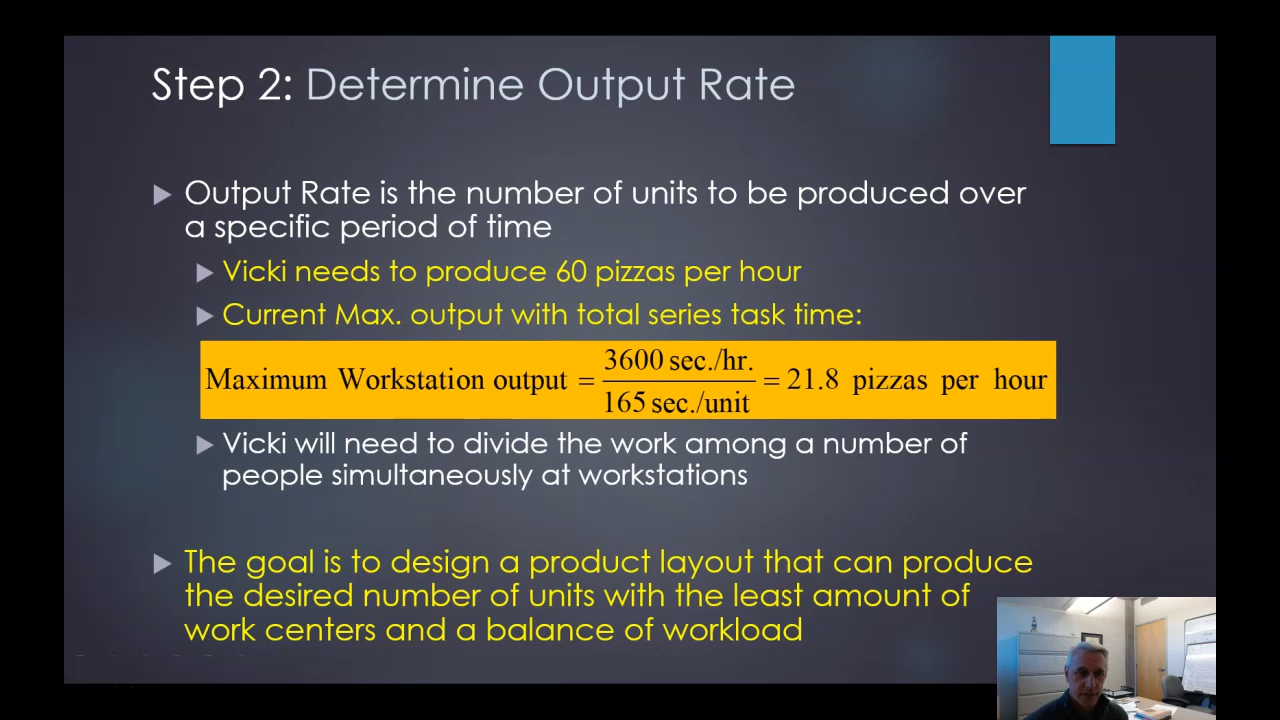 Step 2: Determine Output Rate
Output Rate is the number of units to be produced over
a specific period of time
Vicki needs to produce 60 pizzas per hour
Current Max. output with total series task time:
Maximum Workstation output = 3600 sec./hr. / 165 sec./unit = 21.8 pizzas per hour
Vicki will need to divide the work among a number of
people simultaneously at workstations
The goal is to design a product layout that can produce
the desired number of units with the least amount of
work centers and a balance of workload